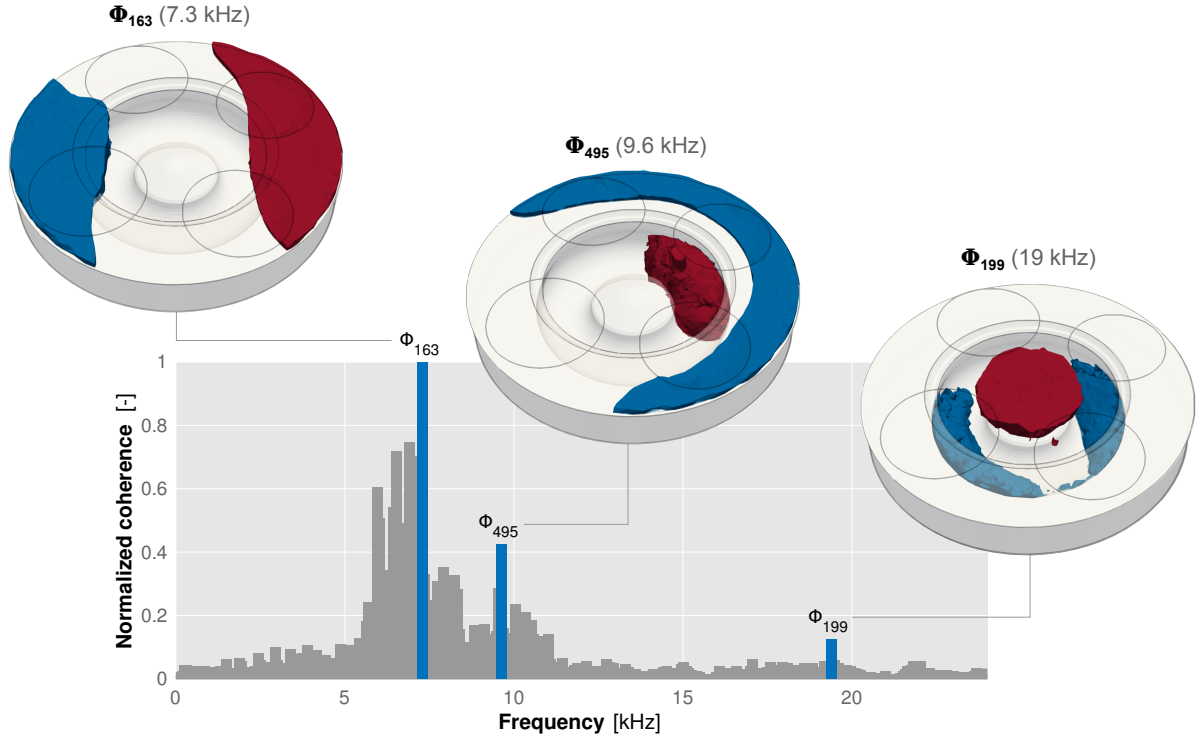 Φ163 (7.3 kHz)
Φ495 (9.6 kHz)
Φ199 (19 kHz)
Φ163
Φ495
Φ199
1
0.8
0.6
0.4
0.2
0
Normalized coherence [-]
0 5 10 15 20
Frequency [kHz]